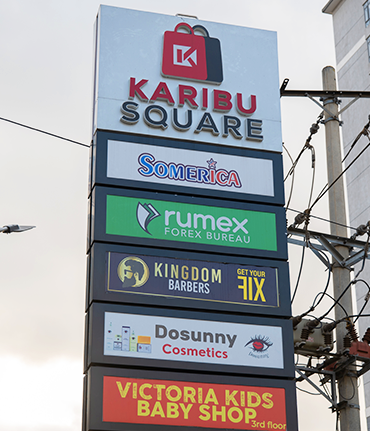 K
KARIBU
SQUARE
SOMERICA
rumex
FOREX BUREAU
KINGDOM
BARBERS
GET YOUR
FIX
Dosunny
Cosmetics
VICTORIA KIDS
BABY SHOP
3rd floor